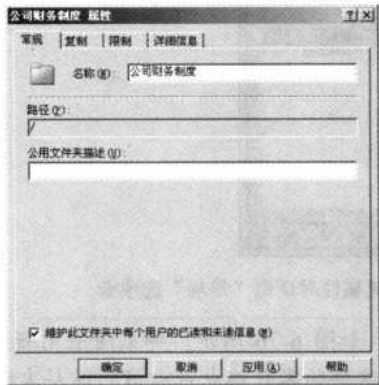 公司财务制度 属性
常规 复制 限制 详细信息
名称(M): 公司财务制度
路径(P):
/
公用文件夹描述(U):
维护此文件夹中每个用户的已读和未读信息(R)
确定 取消 应用(A) 帮助